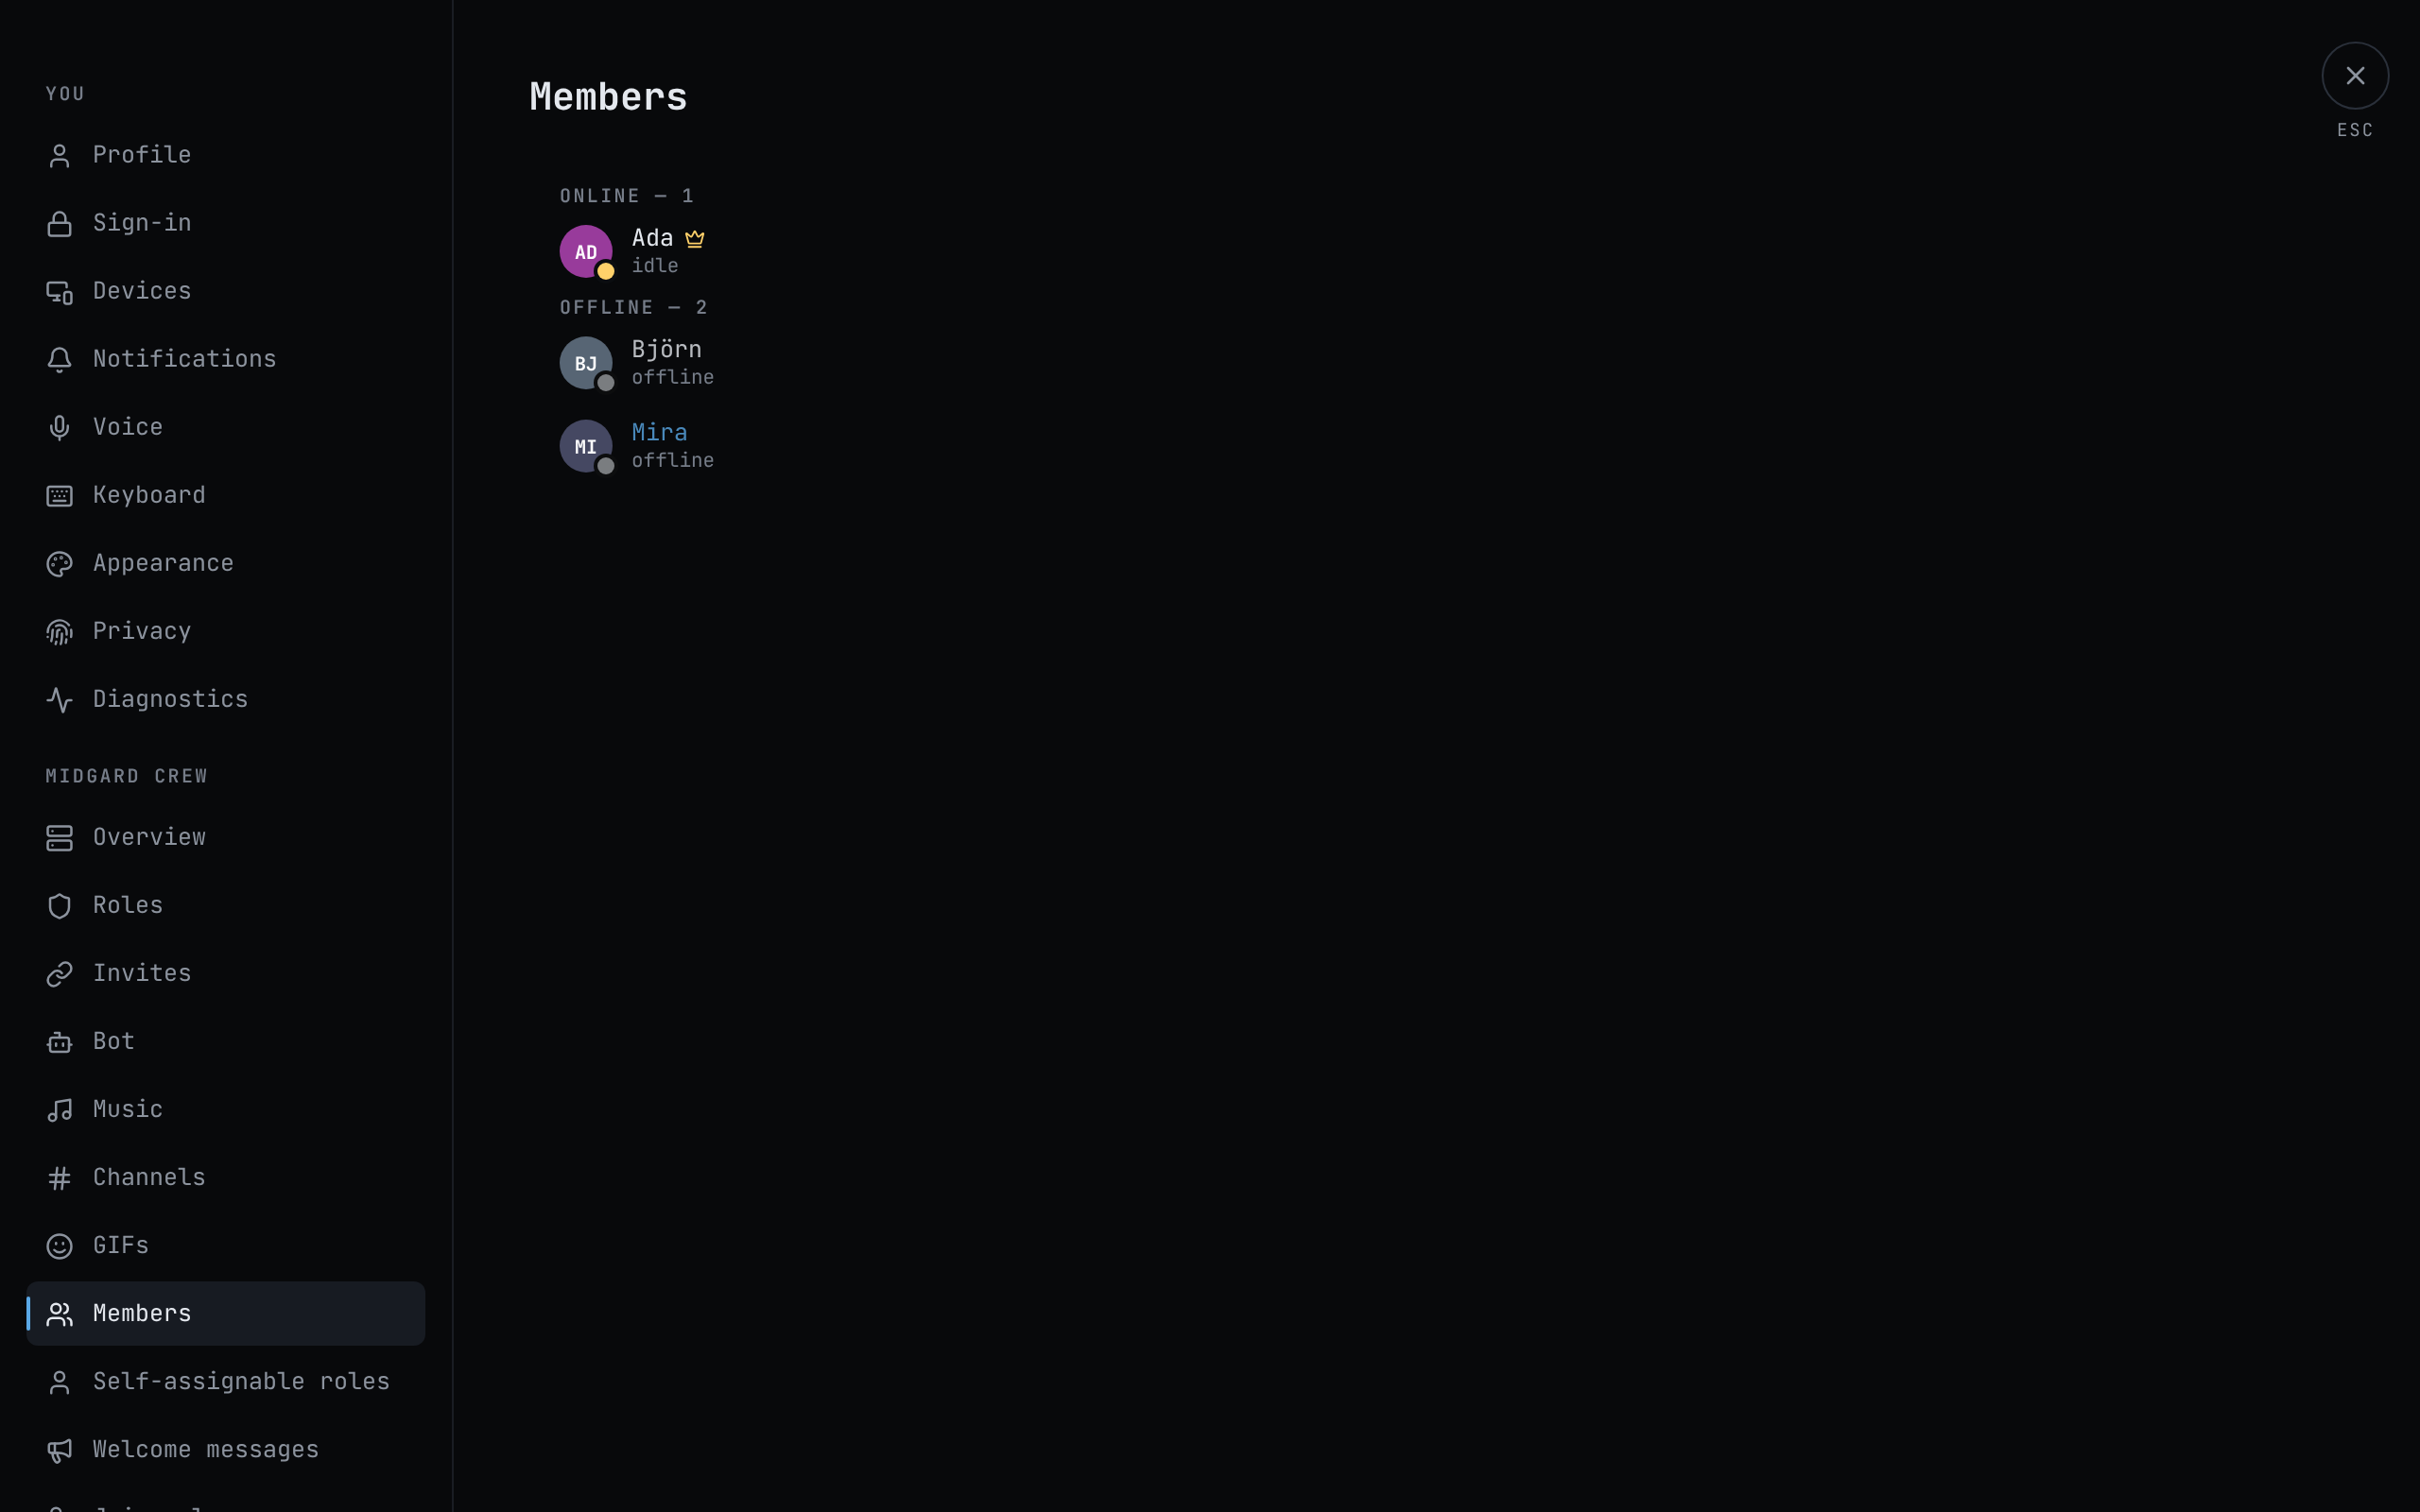 YOU
Profile
Sign-in
Devices
Notifications
Voice
Keyboard
Appearance
Privacy
Diagnostics
MIDGARD CREW
Overview
Roles
Invites
Bot
Music
Channels
GIFs
Members
Self-assignable roles
Welcome messages
Members
ESC
ONLINE — 1
AD
Ada
idle
OFFLINE — 2
BJ
Björn
offline
MI
Mira
offline